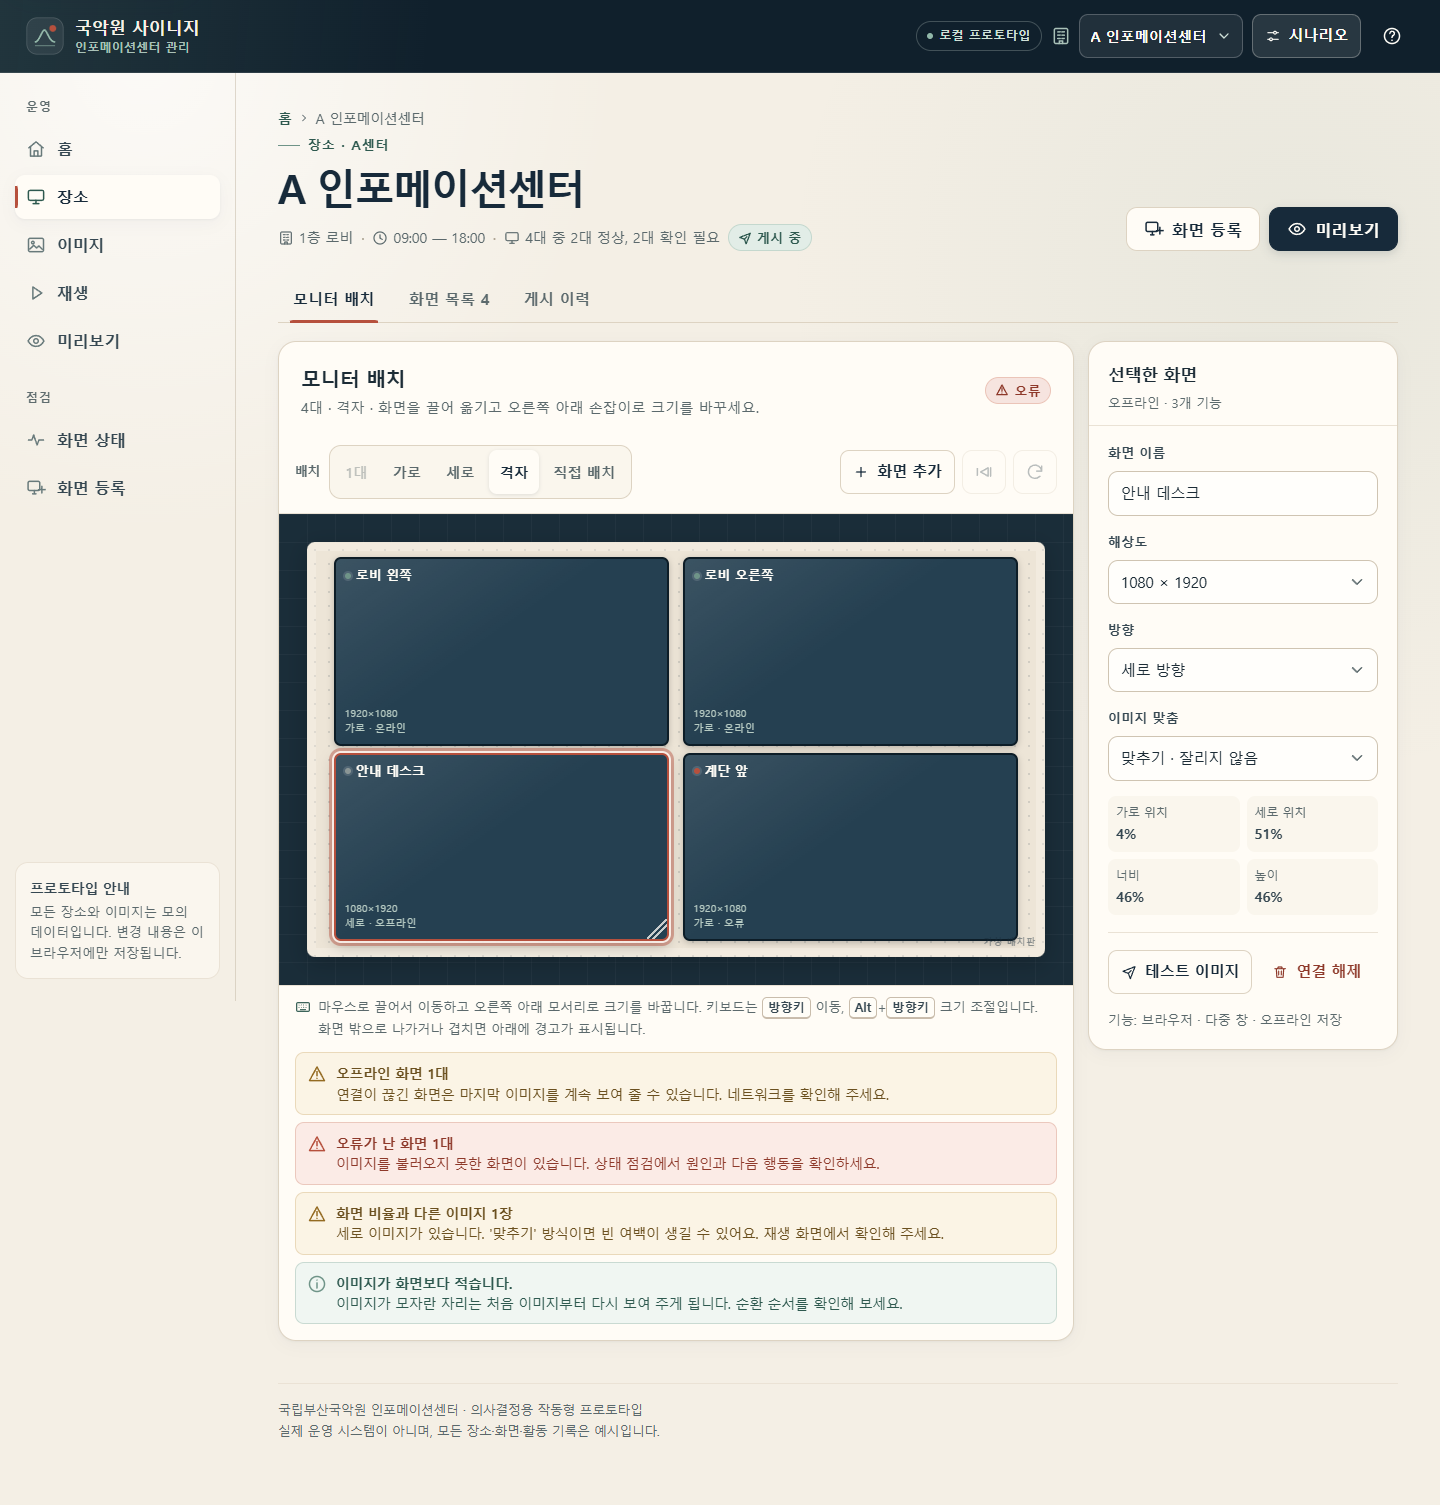 국악원 사이니지
인포메이션센터 관리
로컬 프로토타입
A 인포메이션센터
시나리오
운영
홈
장소
이미지
재생
미리보기
점검
화면 상태
화면 등록
프로토타입 안내
모든 장소와 이미지는 모의
데이터입니다. 변경 내용은 이
브라우저에만 저장됩니다.
홈 › A 인포메이션센터
장소 · A센터
A 인포메이션센터
1층 로비 · 09:00 — 18:00 · 4대 중 2대 정상, 2대 확인 필요 게시 중
화면 등록
미리보기
모니터 배치
화면 목록 4
게시 이력
모니터 배치
4대 · 격자 · 화면을 끌어 옮기고 오른쪽 아래 손잡이로 크기를 바꾸세요.
오류
배치
1대
가로
세로
격자
직접 배치
화면 추가
로비 왼쪽
1920×1080
가로 · 온라인
로비 오른쪽
1920×1080
가로 · 온라인
안내 데스크
1080×1920
세로 · 오프라인
계단 앞
1920×1080
가로 · 오류
배치판
마우스로 끌어서 이동하고 오른쪽 아래 모서리로 크기를 바꿉니다. 키보드는 방향키 이동, Alt+방향키 크기 조절입니다.
화면 밖으로 나가거나 겹치면 아래에 경고가 표시됩니다.
오프라인 화면 1대
연결이 끊긴 화면은 마지막 이미지를 계속 보여 줄 수 있습니다. 네트워크를 확인해 주세요.
오류가 난 화면 1대
이미지를 불러오지 못한 화면이 있습니다. 상태 점검에서 원인과 다음 행동을 확인하세요.
화면 비율과 다른 이미지 1장
세로 이미지가 있습니다. '맞추기' 방식이면 빈 여백이 생길 수 있어요. 재생 화면에서 확인해 주세요.
이미지가 화면보다 적습니다.
이미지가 모자란 자리는 처음 이미지부터 다시 보여 주게 됩니다. 순환 순서를 확인해 보세요.
선택한 화면
오프라인 · 3개 기능
화면 이름
안내 데스크
해상도
1080 × 1920
방향
세로 방향
이미지 맞춤
맞추기 · 잘리지 않음
가로 위치
4%
세로 위치
51%
너비
46%
높이
46%
테스트 이미지
연결 해제
기능: 브라우저 · 다중 창 · 오프라인 저장
국립부산국악원 인포메이션센터 · 의사결정용 작동형 프로토타입
실제 운영 시스템이 아니며, 모든 장소·화면·활동 기록은 예시입니다.